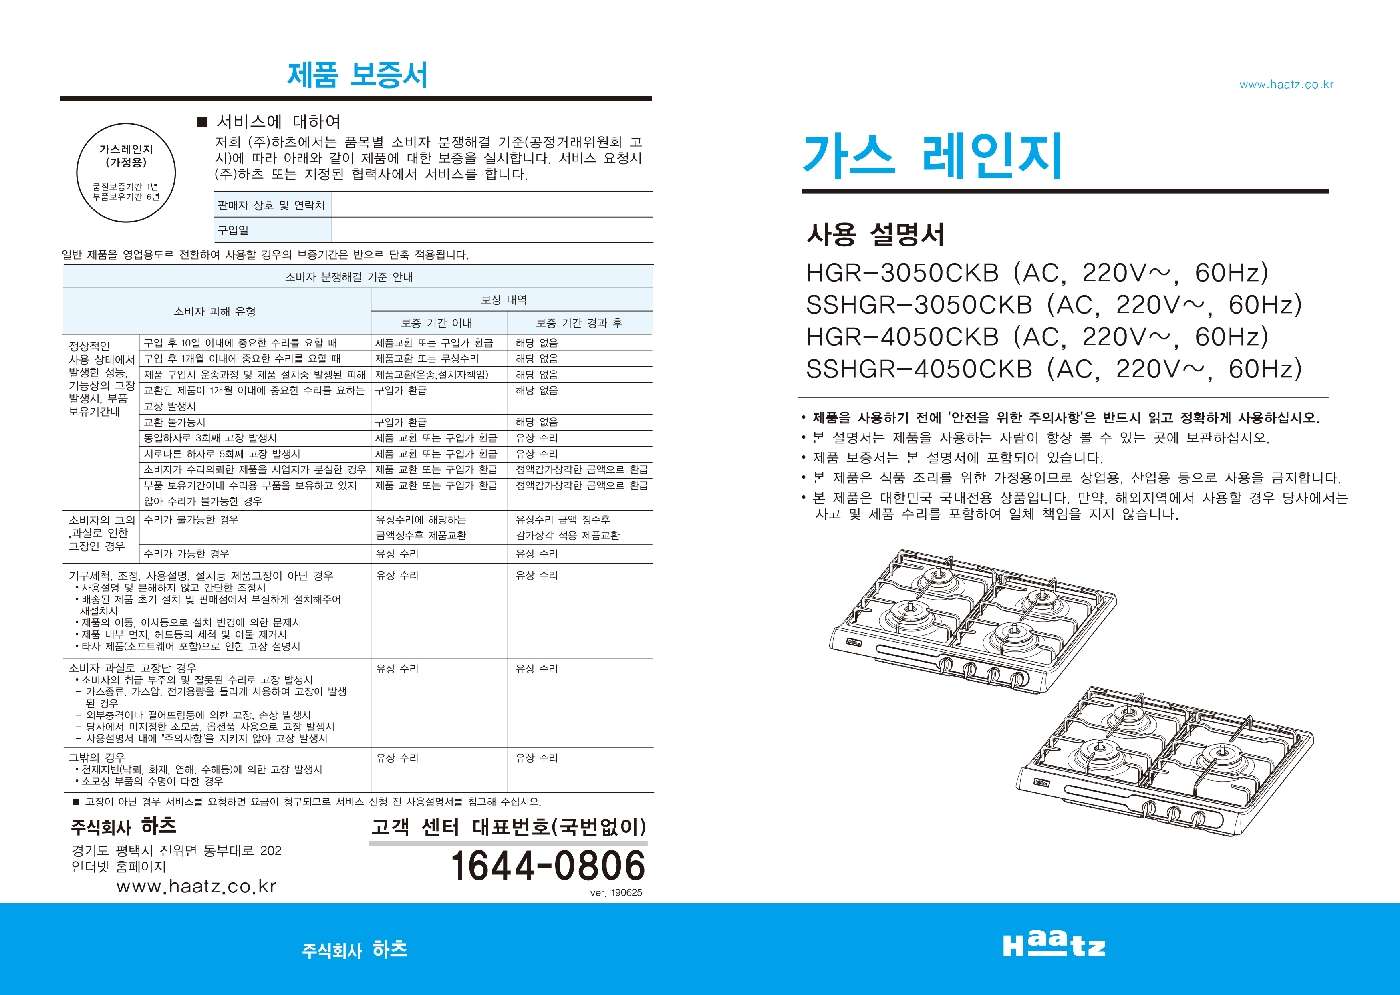 제품 보증서
가스레인지
(가정용)
품질보증기간 1년
부품보유기간 6년
■ 서비스에 대하여
저희 (주)하츠에서는 품목별 소비자 분쟁해결 기준(공정거래위원회 고
시)에 따라 아래와 같이 제품에 대한 보증을 실시합니다. 서비스 요청시
(주)하츠 또는 지정된 협력사에서 서비스를 합니다.
판매자 상호 및 연락처
구입일
일반 제품을 영업용도로 전환하여 사용할 경우의 보증기간은 반으로 단축 적용됩니다.
소비자 분쟁해결 기준 안내
소비자 피해 유형
보상 내역
보증 기간 이내
보증 기간 경과 후
정상적인
사용 상태에서
발생한 성능,
기능상의 고장
발생시, 부품
보유기간내
구입 후 10일 이내에 중요한 수리를 요할 때 제품교환 또는 구입가 환급 해당 없음
구입 후 1개월 이내에 중요한 수리를 요할 때 제품교환 또는 무상수리 해당 없음
제품 구입시 운송과정 및 제품 설치중 발생된 피해 제품교환(운송,설치자책임) 해당 없음
교환된 제품이 1개월 이내에 중요한 수리를 요하는 구입가 환급 해당 없음
고장 발생시
교환 불가능시 구입가 환급 해당 없음
동일하자로 3회째 고장 발생시 제품 교환 또는 구입가 환급 유상 수리
서로다른 하자로 5회째 고장 발생시 제품 교환 또는 구입가 환급 유상 수리
소비자가 수리의뢰한 제품을 사업자가 분실한 경우 제품 교환 또는 구입가 환급 정액감가상각한 금액으로 환급
부품 보유기간이내 수리용 부품을 보유하고 있지 제품 교환 또는 구입가 환급 정액감가상각한 금액으로 환급
않아 수리가 불가능한 경우
소비자의 고의
,과실로 인한
고장인 경우
수리가 불가능한 경우 유상수리에 해당하는 유상수리 금액 징수후
금액징수후 제품교환 감가상각 적용 제품교환
수리가 가능한 경우 유상 수리 유상 수리
기구세척, 조정, 사용설명, 설치등 제품고장이 아닌 경우 유상 수리 유상 수리
•사용설명 및 분해하지 않고 간단한 조정시
•배송된 제품 초기 설치 및 판매점에서 부실하게 설치해주어
재설치시
•제품의 이동, 이사등으로 설치 변경에 의한 문제시
•제품 내부 먼지, 헤드등의 세척 및 이물 제거시
•타사 제품(소프트웨어 포함)으로 인한 고장 설명시
소비자 과실로 고장난 경우 유상 수리 유상 수리
•소비자의 취급 부주의 및 잘못된 수리로 고장 발생시
– 가스종류, 가스압, 전기용량을 틀리게 사용하여 고장이 발생
된 경우
– 외부충격이나 떨어뜨림등에 의한 고장, 손상 발생시
– 당사에서 미지정한 소모품, 옵션품 사용으로 고장 발생시
– 사용설명서 내에 "주의사항"을 지키지 않아 고장 발생시
그밖의 경우 유상 수리 유상 수리
•천재지변(낙뢰, 화재, 염해, 수해등)에 의한 고장 발생시
•소모성 부품의 수명이 다한 경우
■ 고장이 아닌 경우 서비스를 요청하면 요금이 청구되므로 서비스 신청 전 사용설명서를 참고해 주십시오.
주식회사 하츠
경기도 평택시 진위면 동부대로 202
인터넷 홈페이지
www.haatz.co.kr
고객 센터 대표번호(국번없이)
1644-0806
ver. 190625
주식회사 하츠
www.haatz.co.kr
가스 레인지
사용 설명서
HGR-3050CKB (AC, 220V～, 60Hz)
SSHGR-3050CKB (AC, 220V～, 60Hz)
HGR-4050CKB (AC, 220V～, 60Hz)
SSHGR-4050CKB (AC, 220V～, 60Hz)
• 제품을 사용하기 전에 '안전을 위한 주의사항'은 반드시 읽고 정확하게 사용하십시오.
• 본 설명서는 제품을 사용하는 사람이 항상 볼 수 있는 곳에 보관하십시오.
• 제품 보증서는 본 설명서에 포함되어 있습니다.
• 본 제품은 식품 조리를 위한 가정용이므로 상업용, 산업용 등으로 사용을 금지합니다.
• 본 제품은 대한민국 국내전용 상품입니다. 만약, 해외지역에서 사용할 경우 당사에서는
사고 및 제품 수리를 포함하여 일체 책임을 지지 않습니다.
Haatz